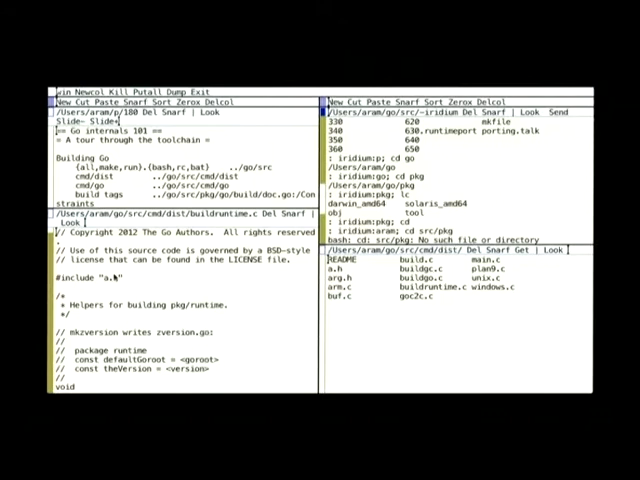 win Newcol Kill Putall Dump Exit
New Cut Paste Snarf Sort Zerox Delcol
/Users/aram/p/180 Del Snarf | Look
Slide- Slide+
== Go internals 101 ==
= A tour through the toolchain =
Building Go
{all,make,run}.{bash,rc,bat} ../go/src
cmd/dist ../go/src/cmd/dist
cmd/go ../go/src/cmd/go
build tags ../go/src/pkg/go/build/doc.go:/Con
straints
/Users/aram/go/src/cmd/dist/buildruntime.c Del Snarf |
Look
// Copyright 2012 The Go Authors. All rights reserved
.
// Use of this source code is governed by a BSD-style
// license that can be found in the LICENSE file.
#include "a.h"
/*
* Helpers for building pkg/runtime.
*/
// mkzversion writes zversion.go:
//
// package runtime
// const defaultGoroot = <goroot>
// const theVersion = <version>
//
void
New Cut Paste Snarf Sort Zerox Delcol
/Users/aram/go/src/-iridium Del Snarf | Look Send
330 620 mkfile
340 630.runtimeport porting.talk
350 640
360 650
: iridium:p; cd go
/Users/aram/go
: iridium:go; cd pkg
/Users/aram/go/pkg
: iridium:pkg; lc
darwin_amd64 solaris_amd64
obj tool
: iridium:pkg; cd
: iridium:aram; cd src/pkg
bash: cd: src/pkg: No such file or directory
/Users/aram/go/src/cmd/dist/ Del Snarf Get | Look
README build.c main.c
a.h buildgc.c plan9.c
arg.h buildgo.c unix.c
arm.c buildruntime.c windows.c
buf.c goc2c.c